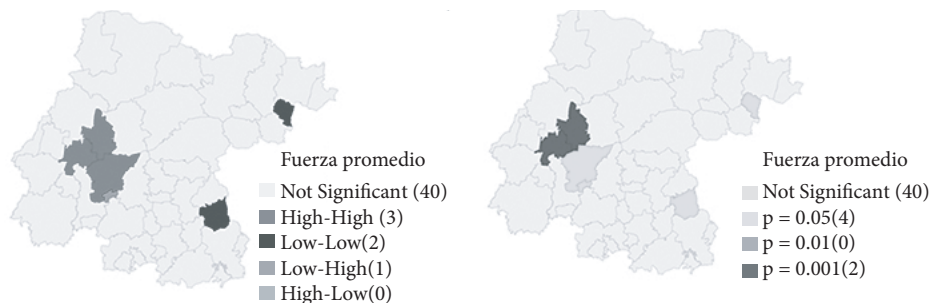 Fuerza promedio
Not Significant (40)
High-High (3)
Low-Low(2)
Low-High(1)
High-Low(0)
Fuerza promedio
Not Significant (40)
p = 0.05(4)
p = 0.01(0)
p = 0.001(2)